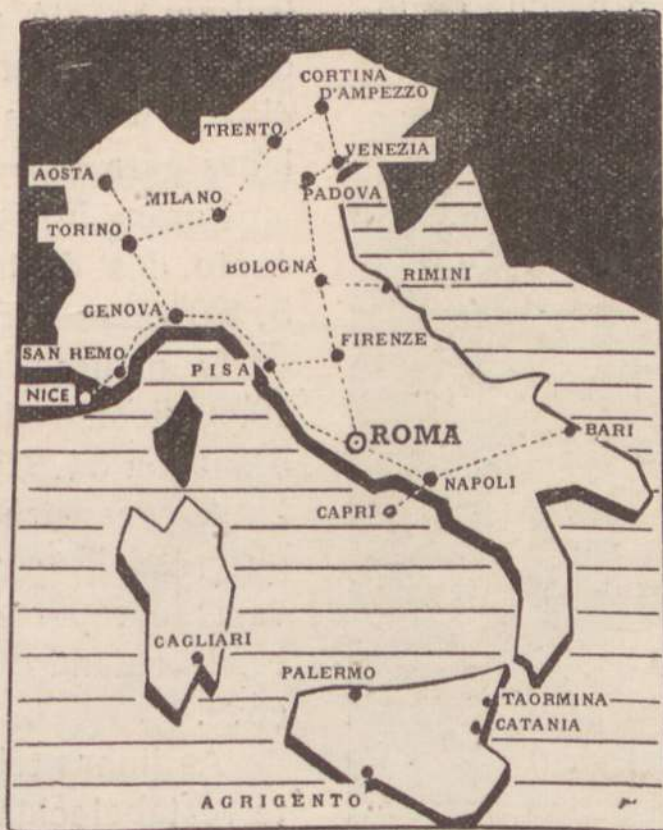 CORTINA
D'AMPEZZO
TRENTO
VENEZIA
AOSTA
PADOVA
MILANO
TORINO
BOLOGNA
RIMINI
GENOVA
FIRENZE
SAN REMO
PISA
NICE
ROMA
BARI
NAPOLI
CAPRI
CAGLIARI
PALERMO
TAORMINA
CATANIA
AGRIGENTO